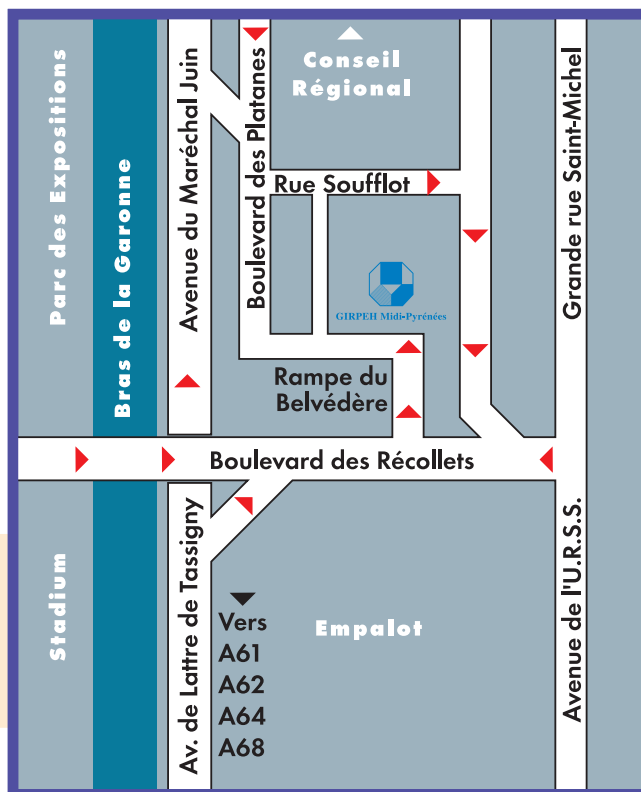 Parc des Expositions
Bras de la Garonne
Avenue du Maréchal Juin
Boulevard des Platanes
Conseil
Régional
Rue Soufflot
Grande rue Saint-Michel
GIRPEH Midi-Pyrénées
Rampe du
Belvédère
Boulevard des Récollets
Stadium
Av. de Lattre de Tassigny
Vers
A61
A62
A64
A68
Empalot
Avenue de l'U.R.S.S.